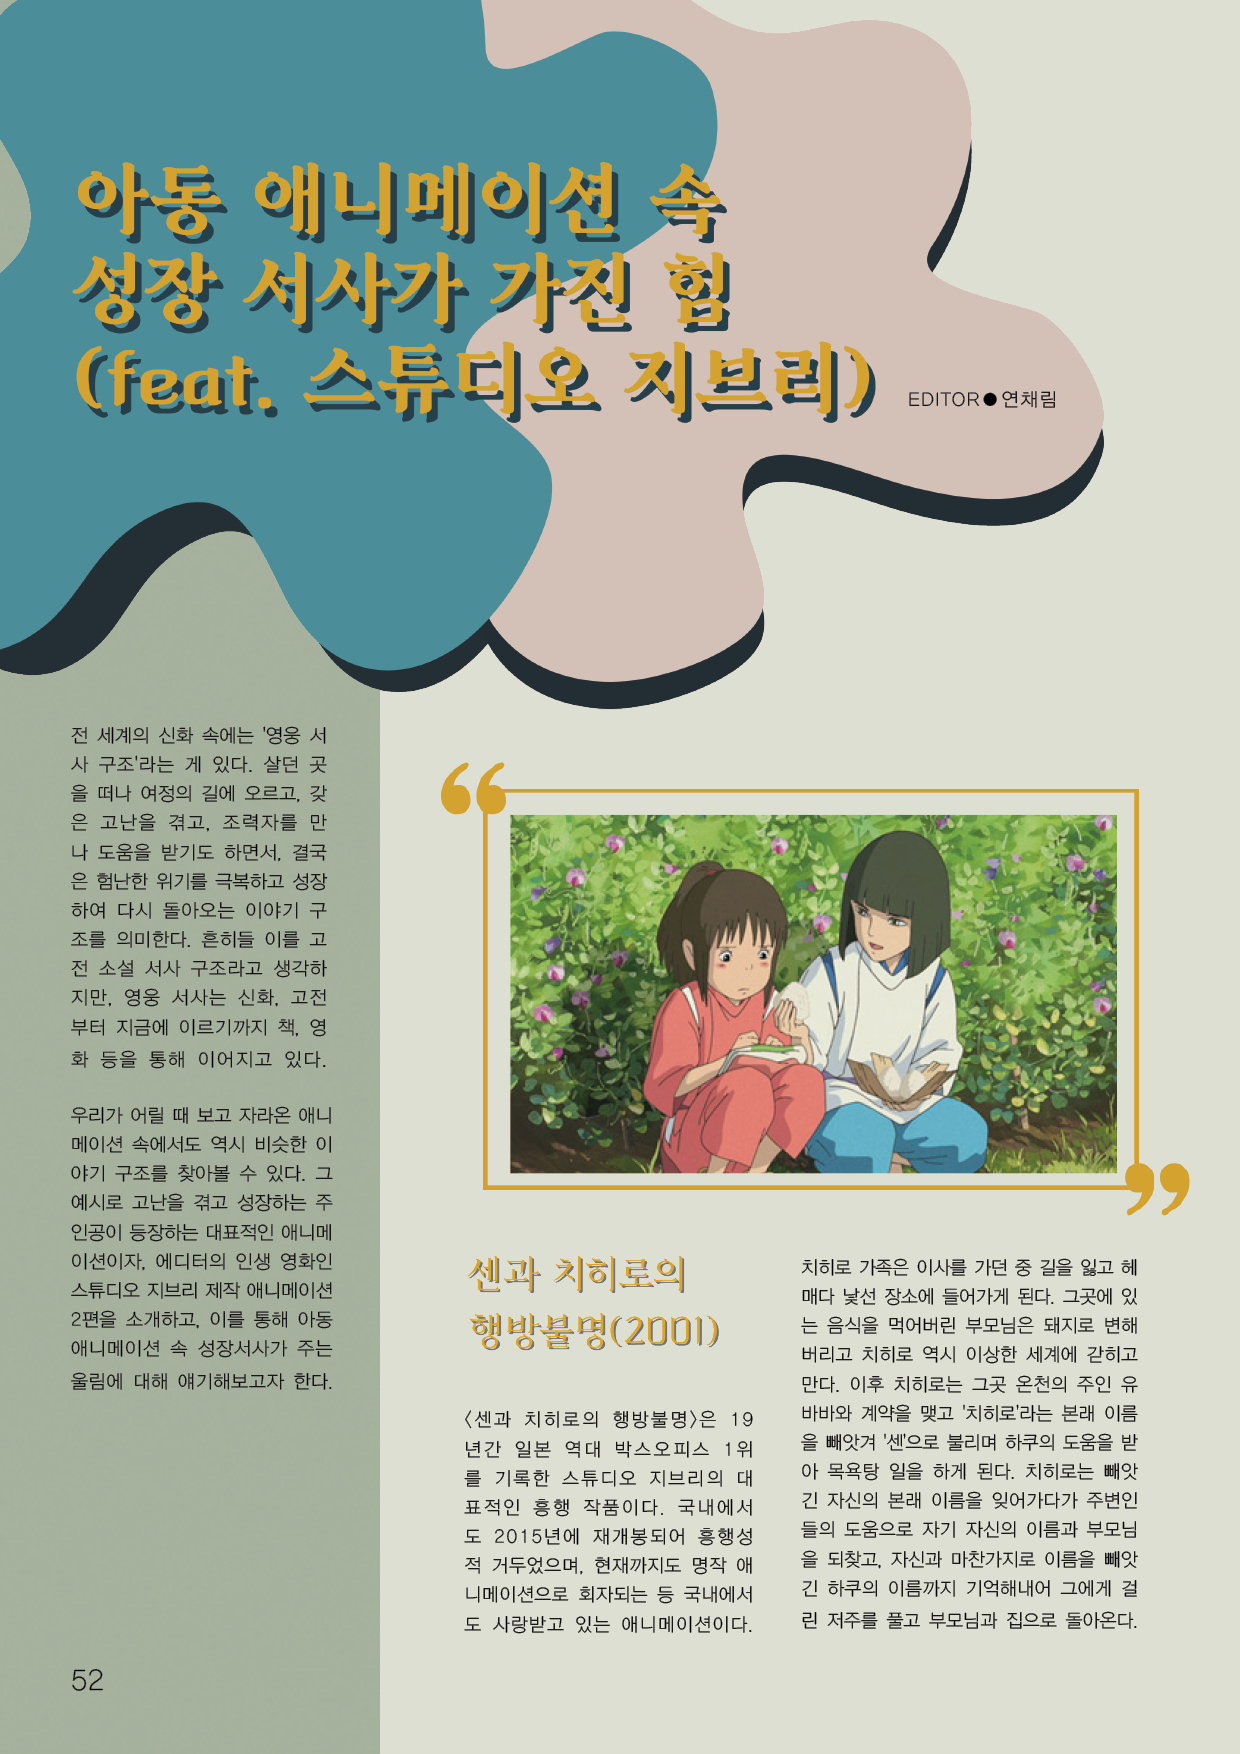 아동 애니메이션 속
성장 서사가 가진 힘
(feat. 스튜디오 지브리)
EDITOR●연채림
전 세계의 신화 속에는 '영웅 서
사 구조'라는 게 있다. 살던 곳
을 떠나 여정의 길에 오르고, 갖
은 고난을 겪고, 조력자를 만
나 도움을 받기도 하면서, 결국
은 험난한 위기를 극복하고 성장
하여 다시 돌아오는 이야기 구
조를 의미한다. 흔히들 이를 고
전 소설 서사 구조라고 생각하
지만, 영웅 서사는 신화, 고전
부터 지금에 이르기까지 책, 영
화 등을 통해 이어지고 있다.
우리가 어릴 때 보고 자라온 애니
메이션 속에서도 역시 비슷한 이
야기 구조를 찾아볼 수 있다. 그
예시로 고난을 겪고 성장하는 주
인공이 등장하는 대표적인 애니메
이션이자, 에디터의 인생 영화인
스튜디오 지브리 제작 애니메이션
2편을 소개하고, 이를 통해 아동
애니메이션 속 성장서사가 주는
울림에 대해 얘기해보고자 한다.
“
”
센과 치히로의
행방불명(2001)
〈센과 치히로의 행방불명〉은 19
년간 일본 역대 박스오피스 1위
를 기록한 스튜디오 지브리의 대
표적인 흥행 작품이다. 국내에서
도 2015년에 재개봉되어 흥행성
적 거두었으며, 현재까지도 명작 애
니메이션으로 회자되는 등 국내에서
도 사랑받고 있는 애니메이션이다.
치히로 가족은 이사를 가던 중 길을 잃고 헤
매다 낯선 장소에 들어가게 된다. 그곳에 있
는 음식을 먹어버린 부모님은 돼지로 변해
버리고 치히로 역시 이상한 세계에 갇히고
만다. 이후 치히로는 그곳 온천의 주인 유
바바와 계약을 맺고 '치히로'라는 본래 이름
을 빼앗겨 '센'으로 불리며 하쿠의 도움을 받
아 목욕탕 일을 하게 된다. 치히로는 빼앗
긴 자신의 본래 이름을 잊어가다가 주변인
들의 도움으로 자기 자신의 이름과 부모님
을 되찾고, 자신과 마찬가지로 이름을 빼앗
긴 하쿠의 이름까지 기억해내어 그에게 걸
린 저주를 풀고 부모님과 집으로 돌아온다.
52